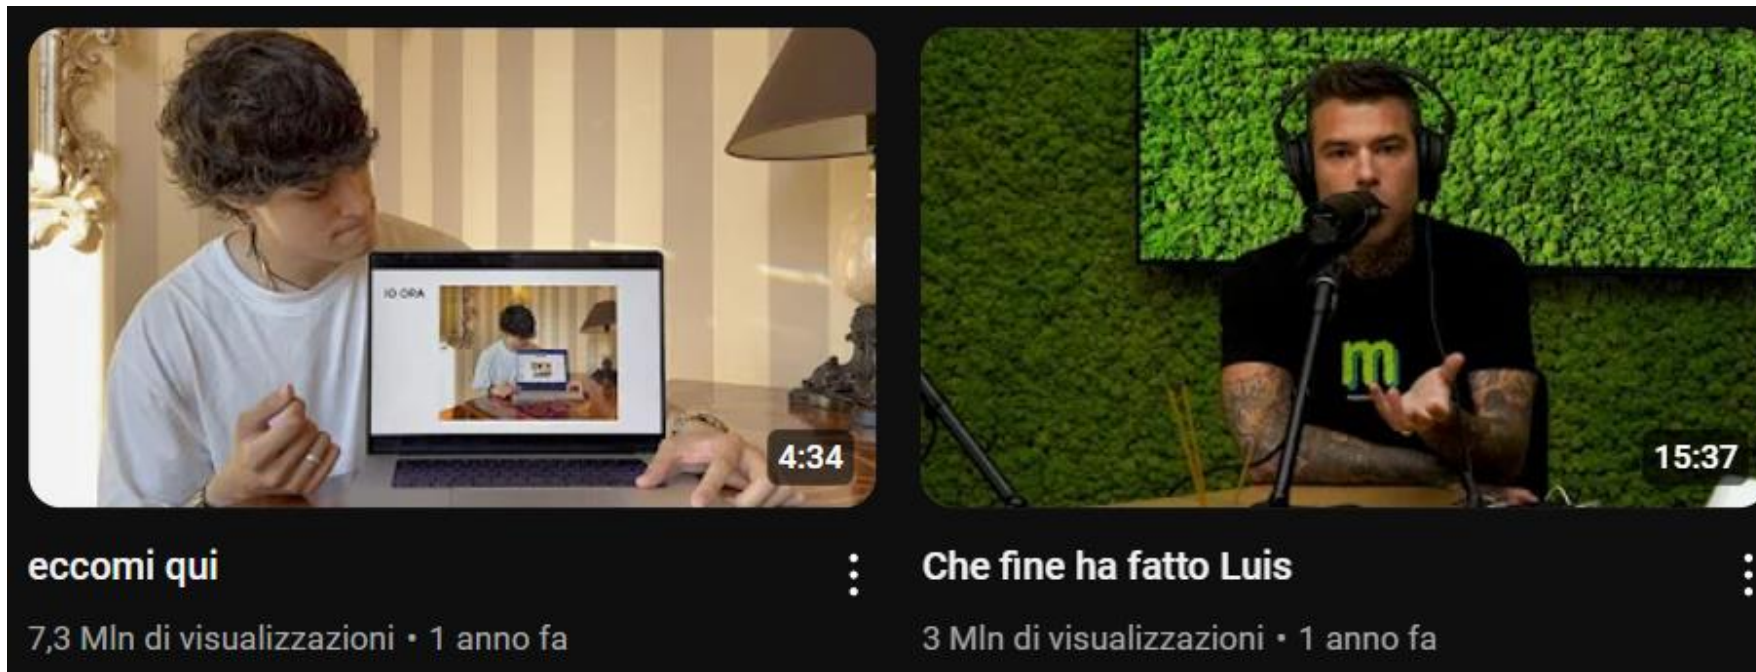 IO ORA
4:34
m
15:37
eccomi qui
7,3 Mln di visualizzazioni • 1 anno fa
Che fine ha fatto Luis
3 Mln di visualizzazioni • 1 anno fa